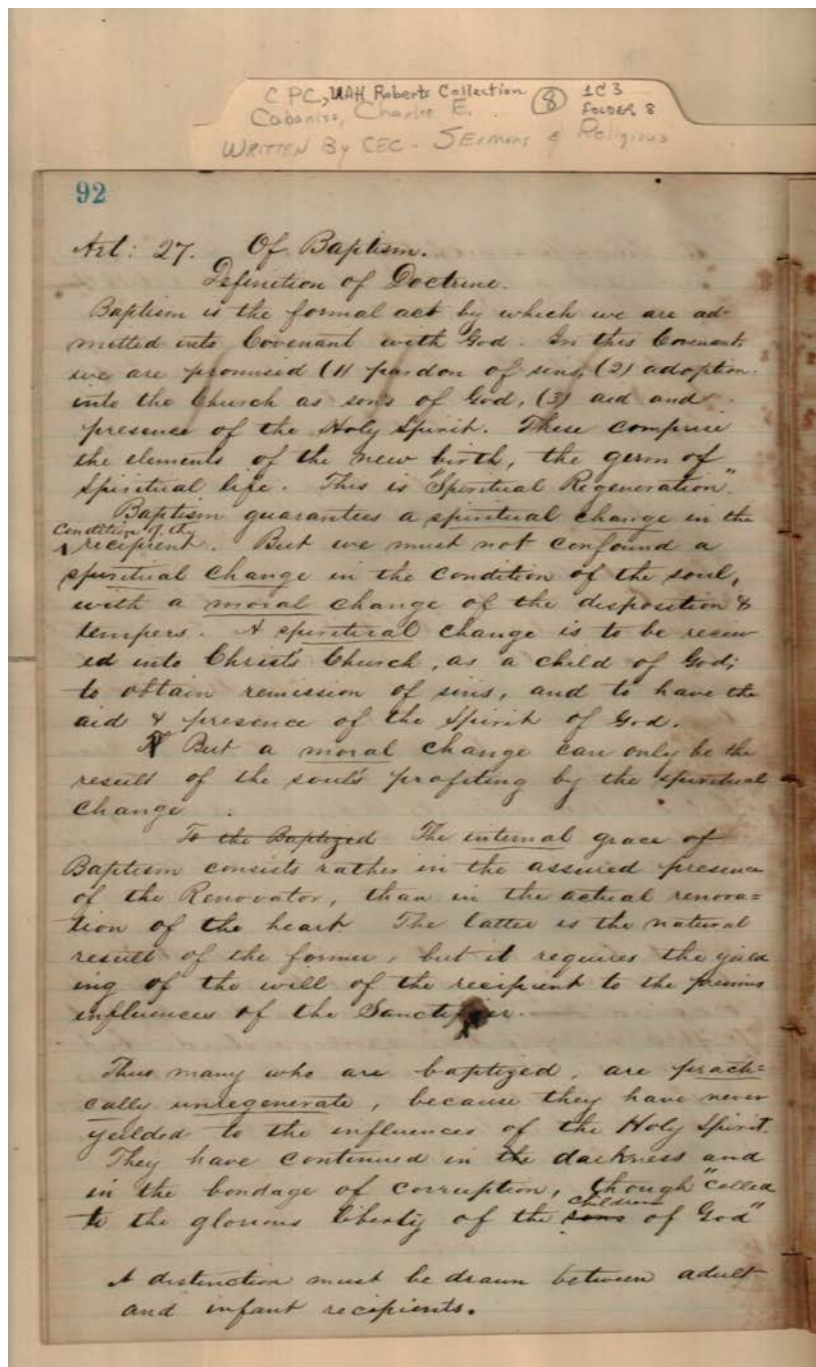 CPC, UAH Roberts Collection (8) 1C3
Cabaniss, Charles E. FOLDER 8
WRITTEN BY CEC - SERMONS & Religious
92
Art: 27. Of Baptism.
Definition of Doctrine.
Baptism is the formal act by which we are ad-
mitted into Covenant with God. In this Covenant
we are promised (1) pardon of sins, (2) adoption
into the Church as sons of God, (3) aid and
presence of the Holy Spirit. These comprise
the elements of the new birth, the germ of
Spiritual life. This is "Spiritual Regeneration".
Baptism guarantees a spiritual change in the
condition of the
recipient. But we must not confound a
spiritual change in the condition of the soul,
with a moral change of the disposition &
tempers. A spiritual change is to be receiv
ed into Christ's Church, as a child of God;
to obtain remission of sins, and to have the
aid & presence of the Spirit of God.
But a moral change can only be the
result of the soul's profiting by the spiritual
change.
To the Baptized The internal grace of
Baptism consists rather in the assured presence
of the Renovator, than in the actual renova=
tion of the heart. The latter is the natural
result of the former, but it requires the yield
ing of the will of the recipient to the
influences of the Sanctifier.
Thus many who are baptized, are practi=
cally unregenerate, because they have never
yeilded to the influences of the Holy Spirit.
They have continued in the darkness and
in the bondage of corruption, though "called
children
to the glorious liberty of the sons of God"
A distinction must be drawn between adult
and infant recipients.